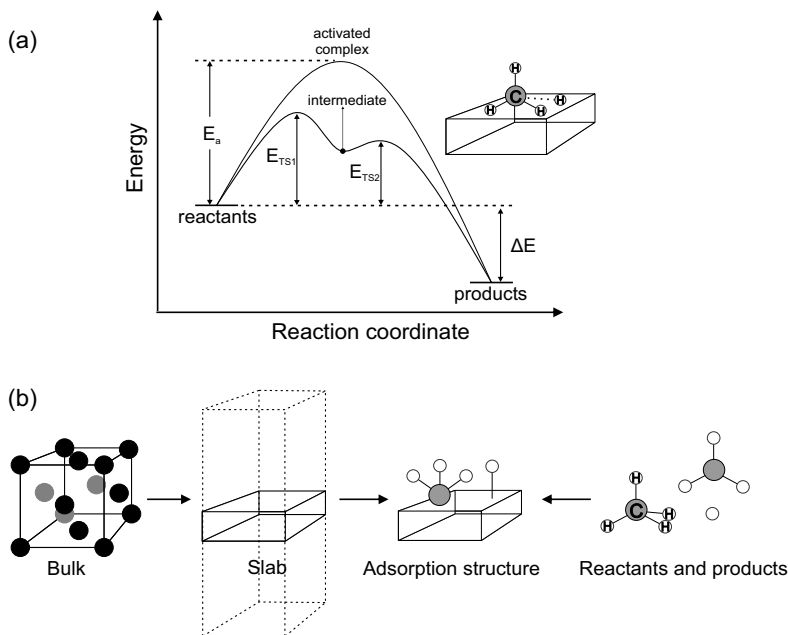 (a)
activated
complex
intermediate
Energy
Eₐ
E_TS1
E_TS2
H
C
H
H
H
reactants
ΔE
products
Reaction coordinate
(b)
H
C
H
H
H
Bulk
Slab
Adsorption structure
Reactants and products